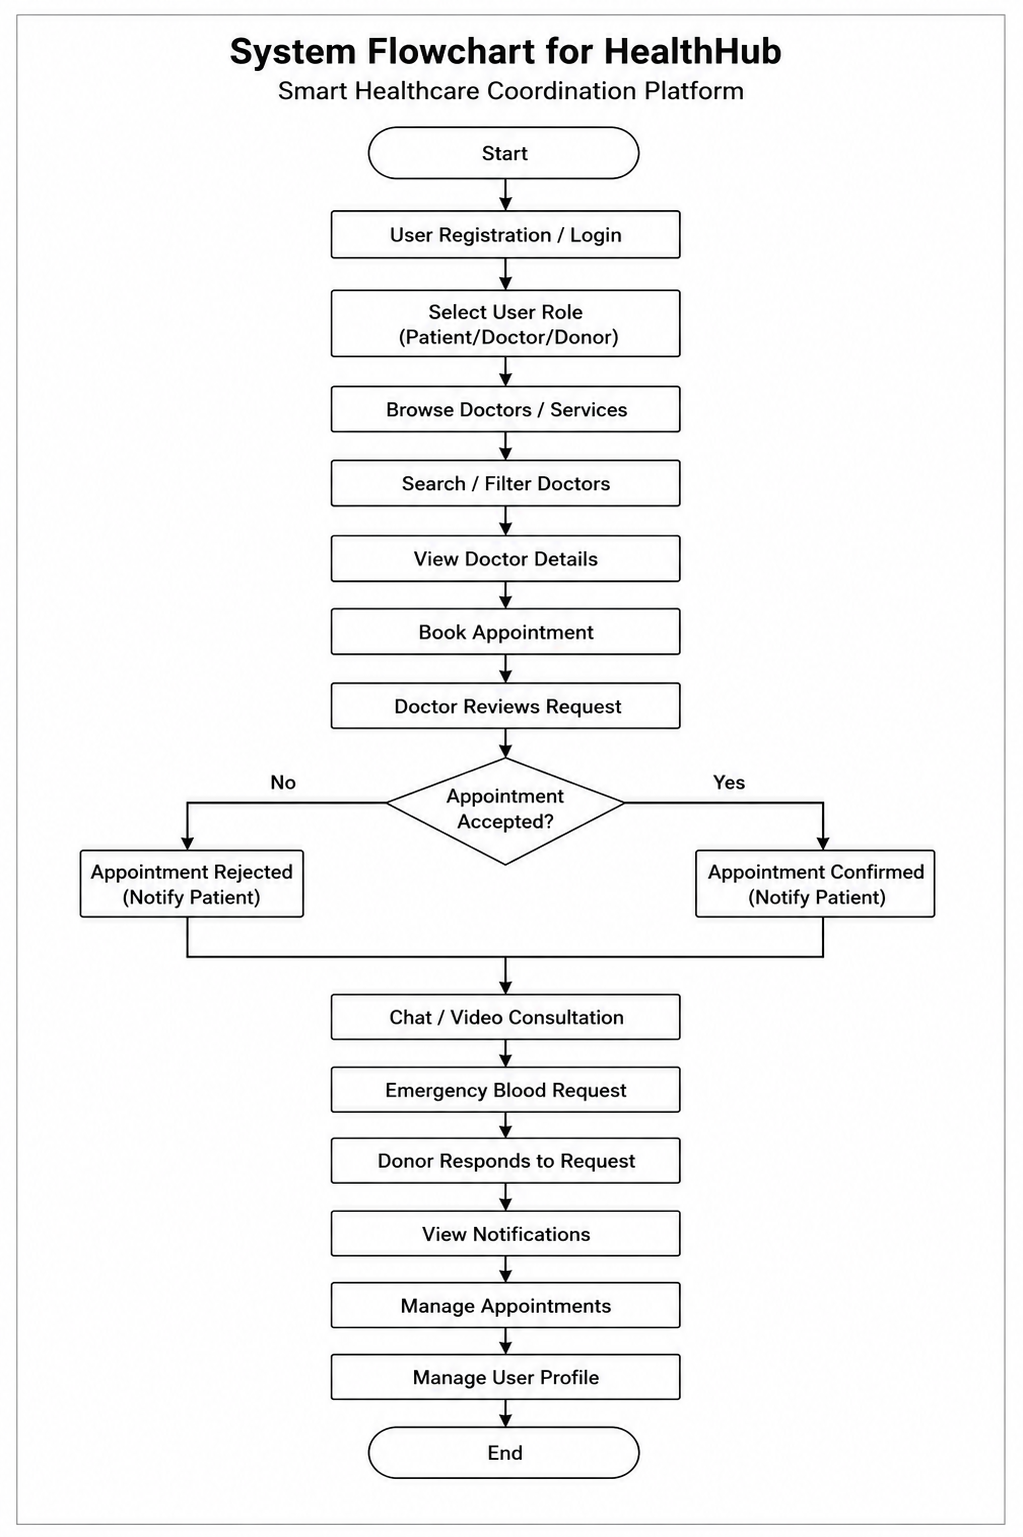 System Flowchart for HealthHub
Smart Healthcare Coordination Platform
Start
User Registration / Login
Select User Role
(Patient/Doctor/Donor)
Browse Doctors / Services
Search / Filter Doctors
View Doctor Details
Book Appointment
Doctor Reviews Request
No
Yes
Appointment
Accepted?
Appointment Rejected
(Notify Patient)
Appointment Confirmed
(Notify Patient)
Chat / Video Consultation
Emergency Blood Request
Donor Responds to Request
View Notifications
Manage Appointments
Manage User Profile
End